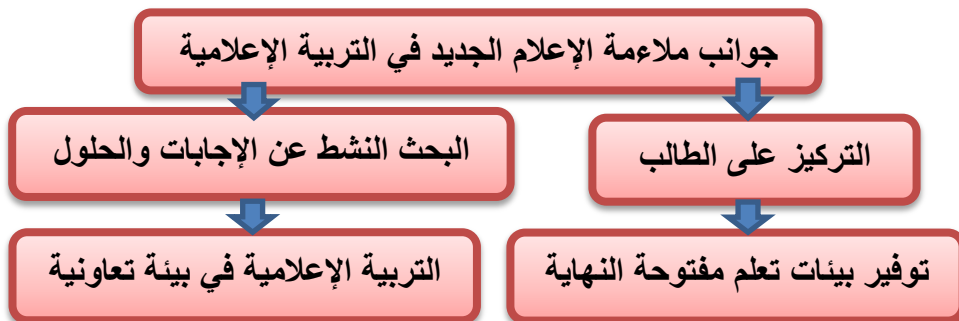 جوانب ملاءمة الإعلام الجديد في التربية الإعلامية
التركيز على الطالب
البحث النشط عن الإجابات والحلول
توفير بيئات تعلم مفتوحة النهاية
التربية الإعلامية في بيئة تعاونية